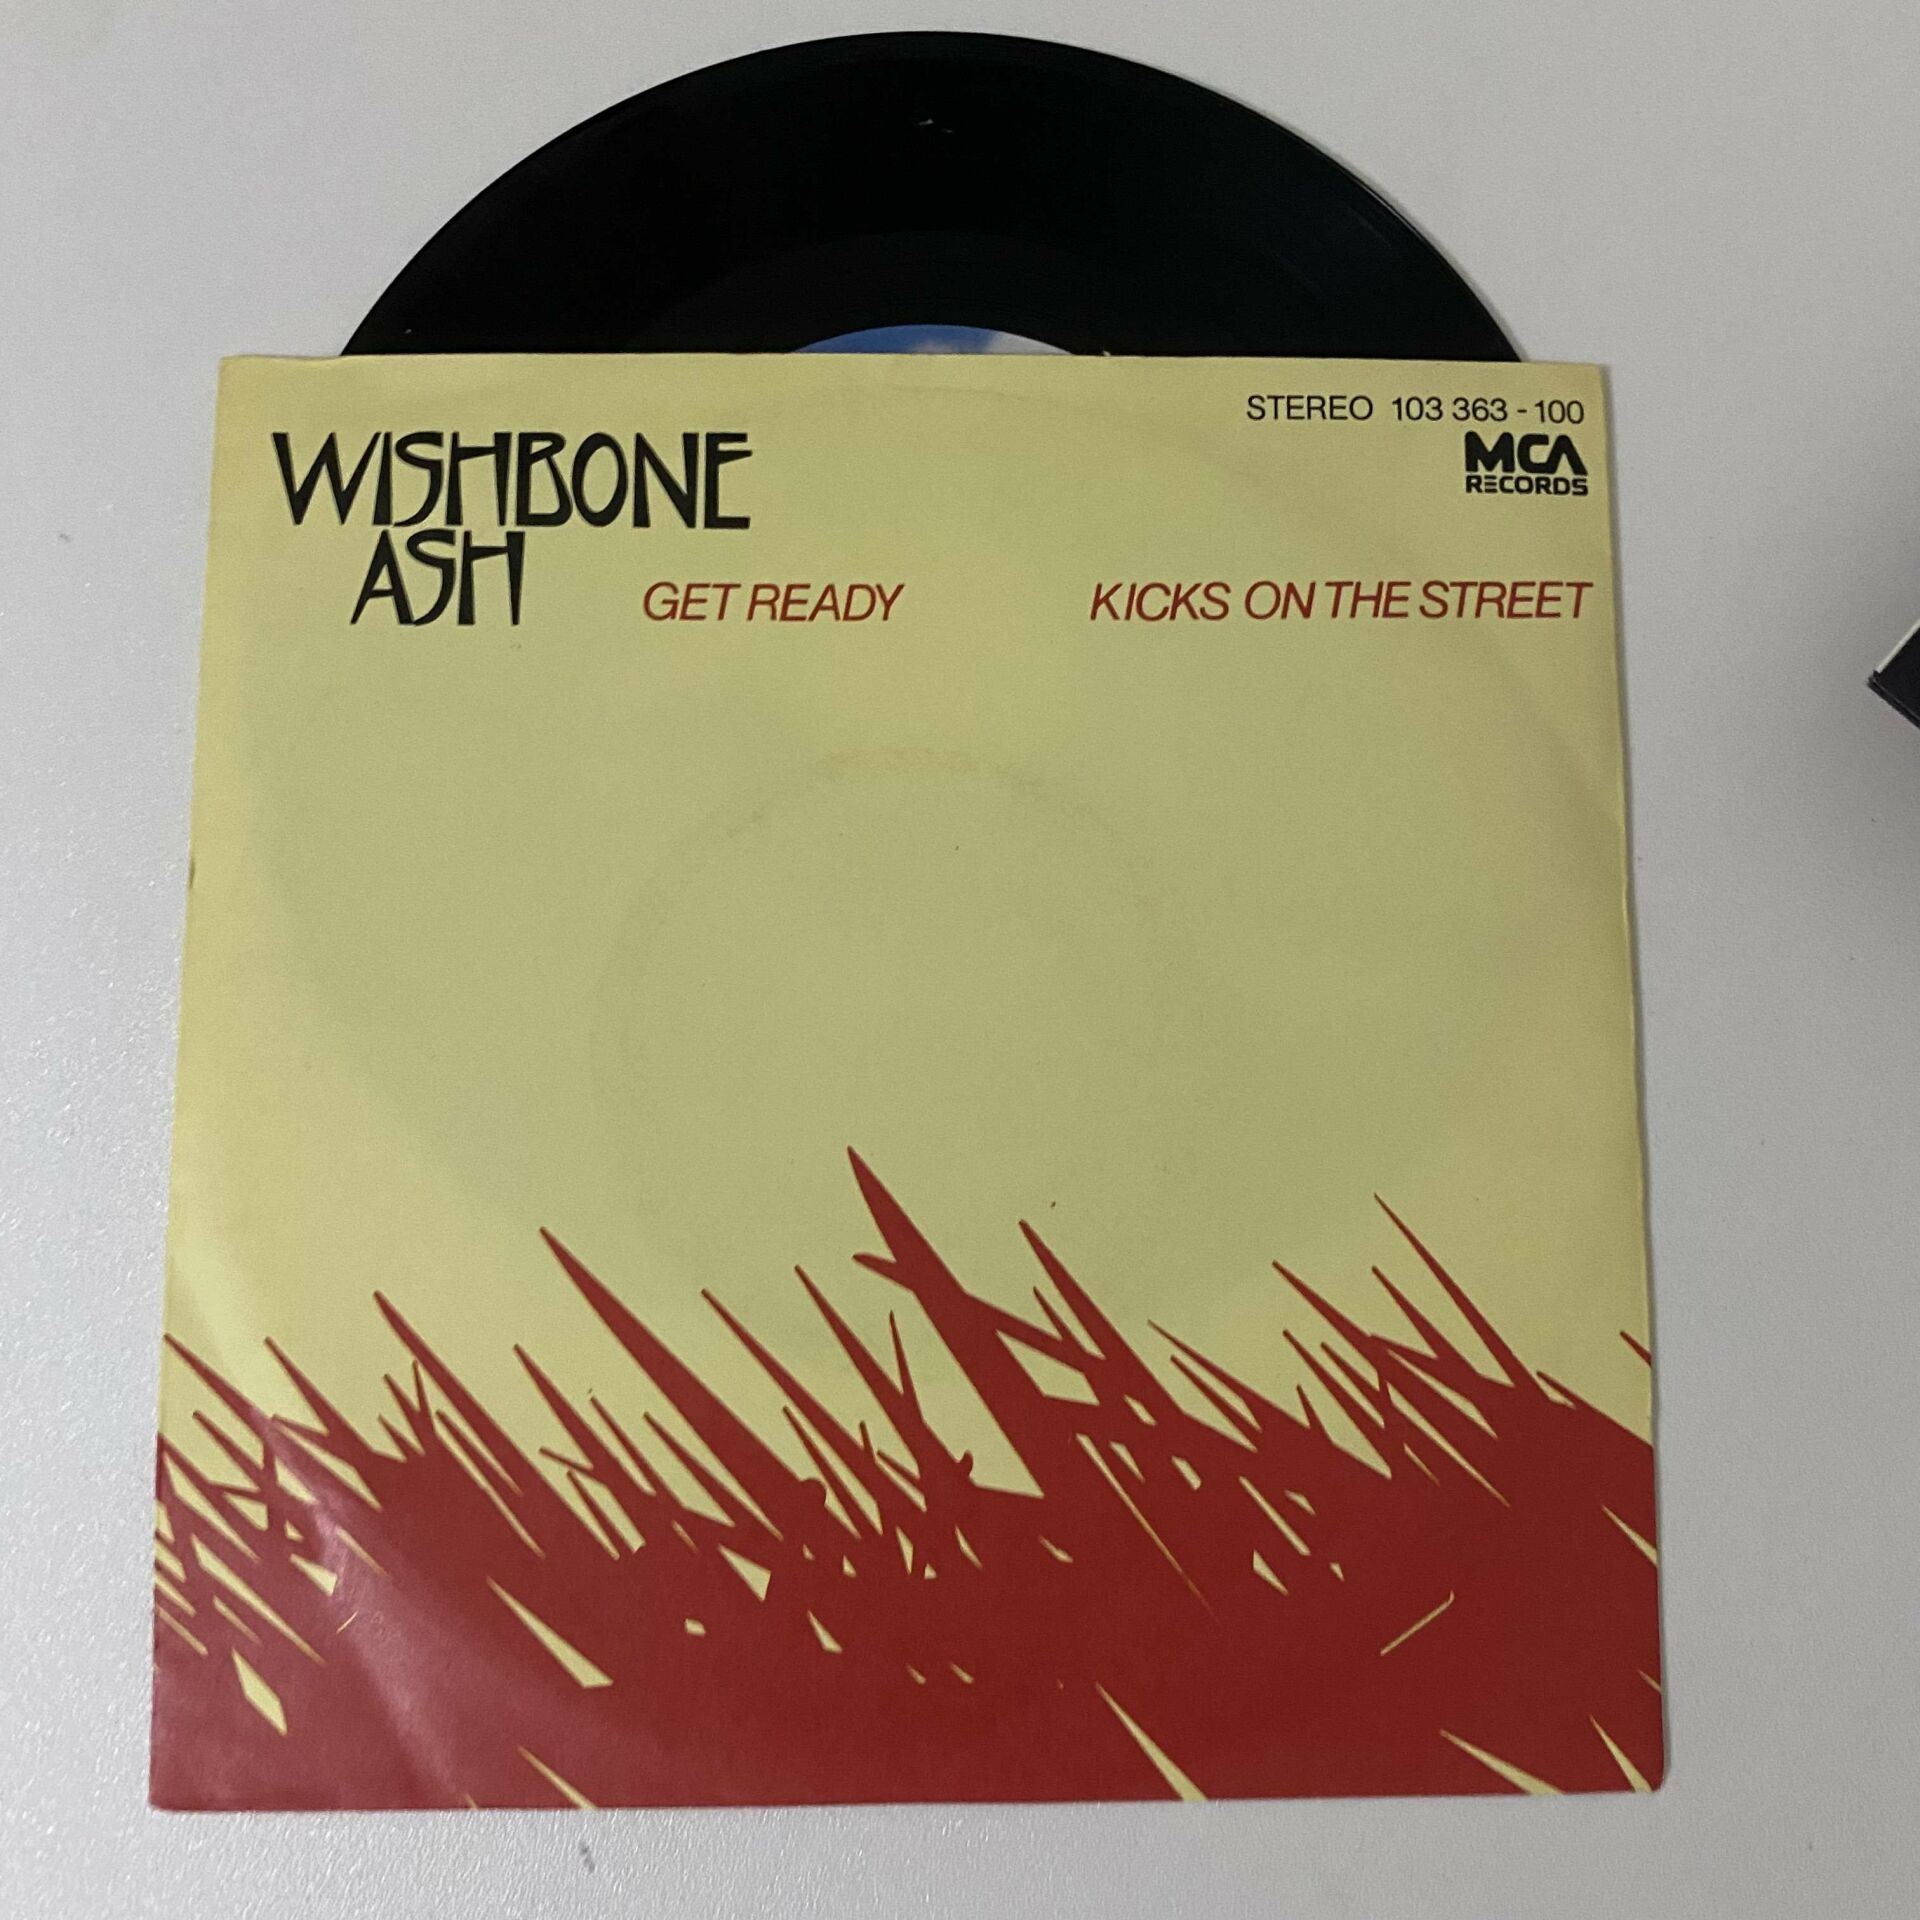 STEREO 103 363 - 100
MCA
RECORDS
WISHBONE
ASH
GET READY
KICKS ON THE STREET